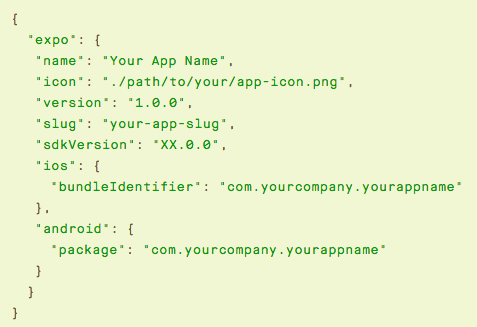 {
  "expo": {
   "name": "Your App Name",
   "icon": "./path/to/your/app-icon.png",
   "version": "1.0.0",
   "slug": "your-app-slug",
   "sdkVersion": "XX.0.0",
   "ios": {
     "bundleIdentifier": "com.yourcompany.yourappname"
   },
   "android": {
     "package": "com.yourcompany.yourappname"
   }
  }
}